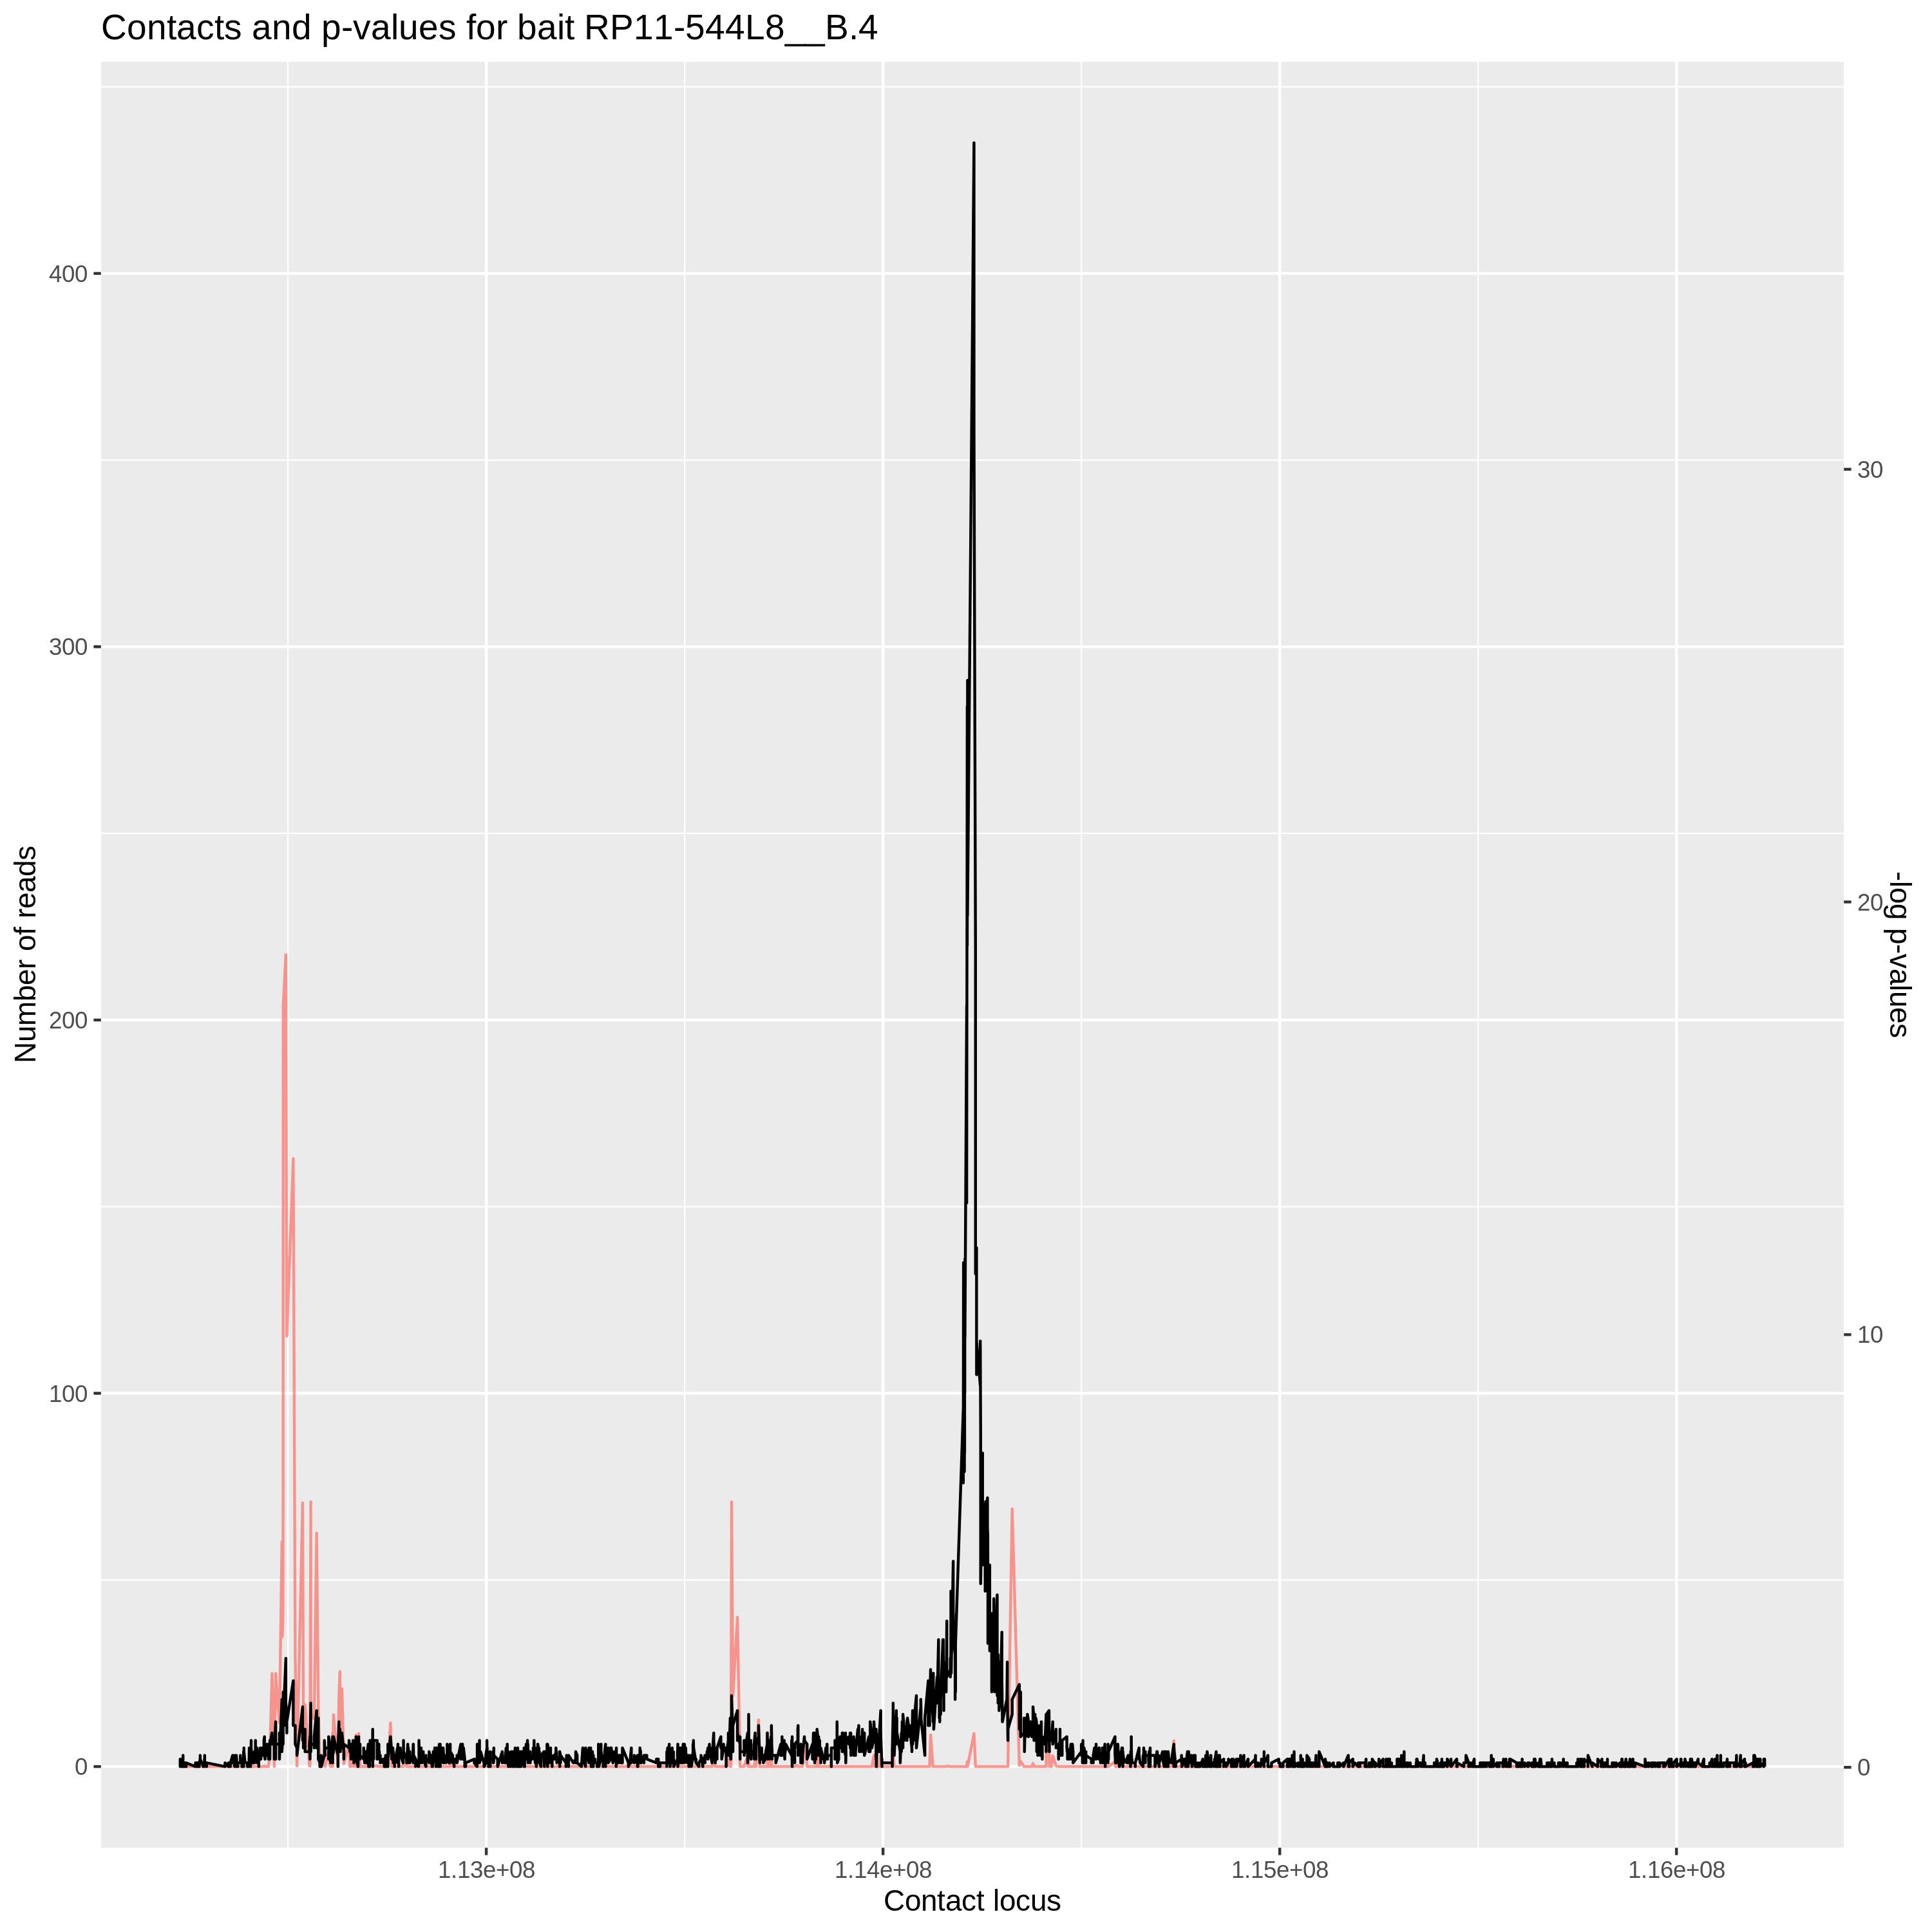 Contacts and p-values for bait RP11-544L8__B.4
400
300
200
100
0
Number of reads
30
20
10
0
-log p-values
1.13e+08
1.14e+08
1.15e+08
1.16e+08
Contact locus